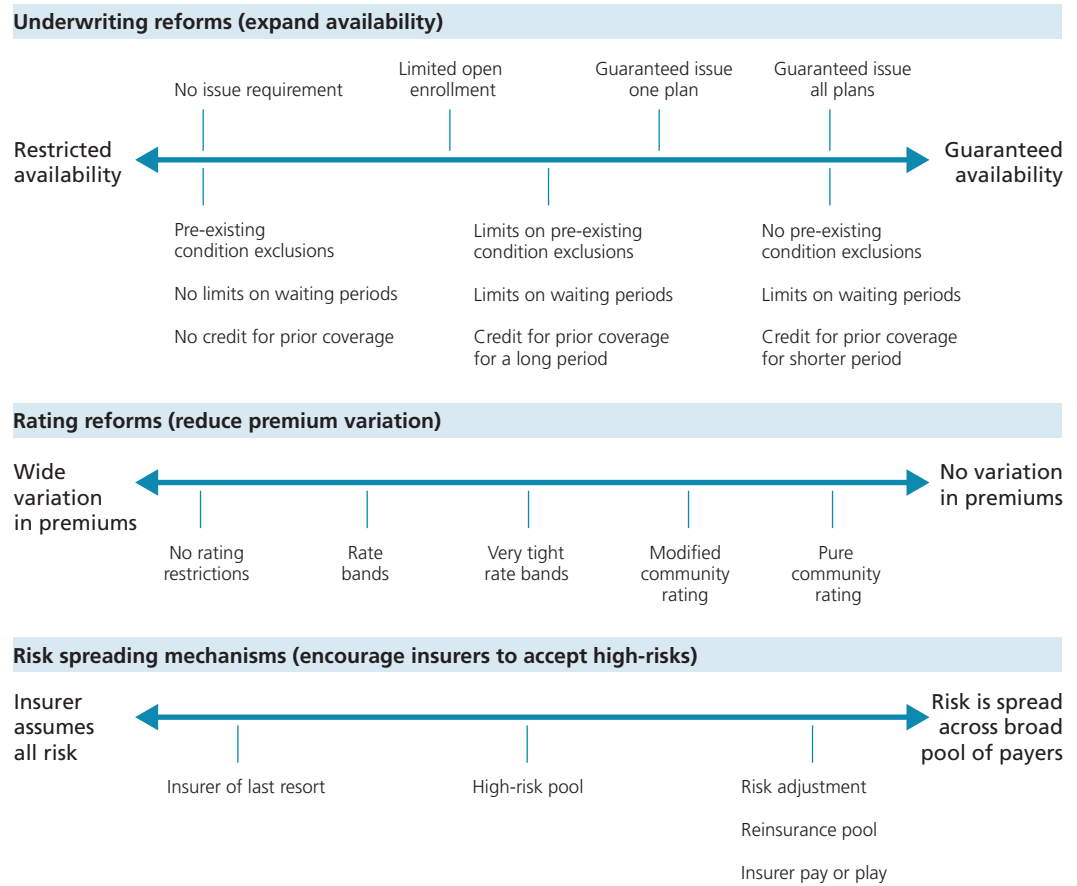 Underwriting reforms (expand availability)
No issue requirement
Limited open
enrollment
Guaranteed issue
one plan
Guaranteed issue
all plans
Restricted
availability
Guaranteed
availability
Pre-existing
condition exclusions
No limits on waiting periods
No credit for prior coverage
Limits on pre-existing
condition exclusions
Limits on waiting periods
Credit for prior coverage
for a long period
No pre-existing
condition exclusions
Limits on waiting periods
Credit for prior coverage
for shorter period
Rating reforms (reduce premium variation)
Wide
variation
in premiums
No variation
in premiums
No rating
restrictions
Rate
bands
Very tight
rate bands
Modified
community
rating
Pure
community
rating
Risk spreading mechanisms (encourage insurers to accept high-risks)
Insurer
assumes
all risk
Risk is spread
across broad
pool of payers
Insurer of last resort
High-risk pool
Risk adjustment
Reinsurance pool
Insurer pay or play